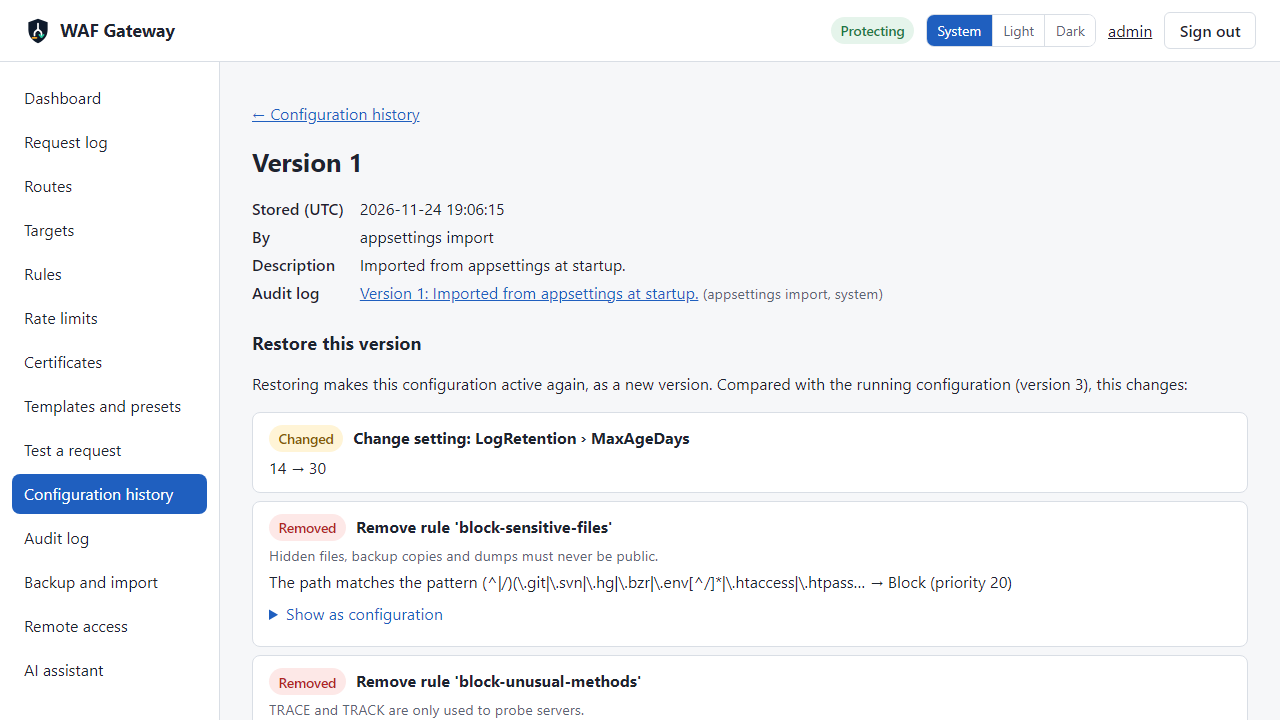 WAF Gateway
Protecting
System Light Dark
admin
Sign out
Dashboard
Request log
Routes
Targets
Rules
Rate limits
Certificates
Templates and presets
Test a request
Configuration history
Audit log
Backup and import
Remote access
AI assistant
← Configuration history
Version 1
Stored (UTC) 2026-11-24 19:06:15
By appsettings import
Description Imported from appsettings at startup.
Audit log Version 1: Imported from appsettings at startup. (appsettings import, system)
Restore this version
Restoring makes this configuration active again, as a new version. Compared with the running configuration (version 3), this changes:
Changed Change setting: LogRetention › MaxAgeDays
14 → 30
Removed Remove rule 'block-sensitive-files'
Hidden files, backup copies and dumps must never be public.
The path matches the pattern (^|/)(\.git|\.svn|\.hg|\.bzr|\.env[^/]*|\.htaccess|\.htpass... → Block (priority 20)
▶ Show as configuration
Removed Remove rule 'block-unusual-methods'
TRACE and TRACK are only used to probe servers.